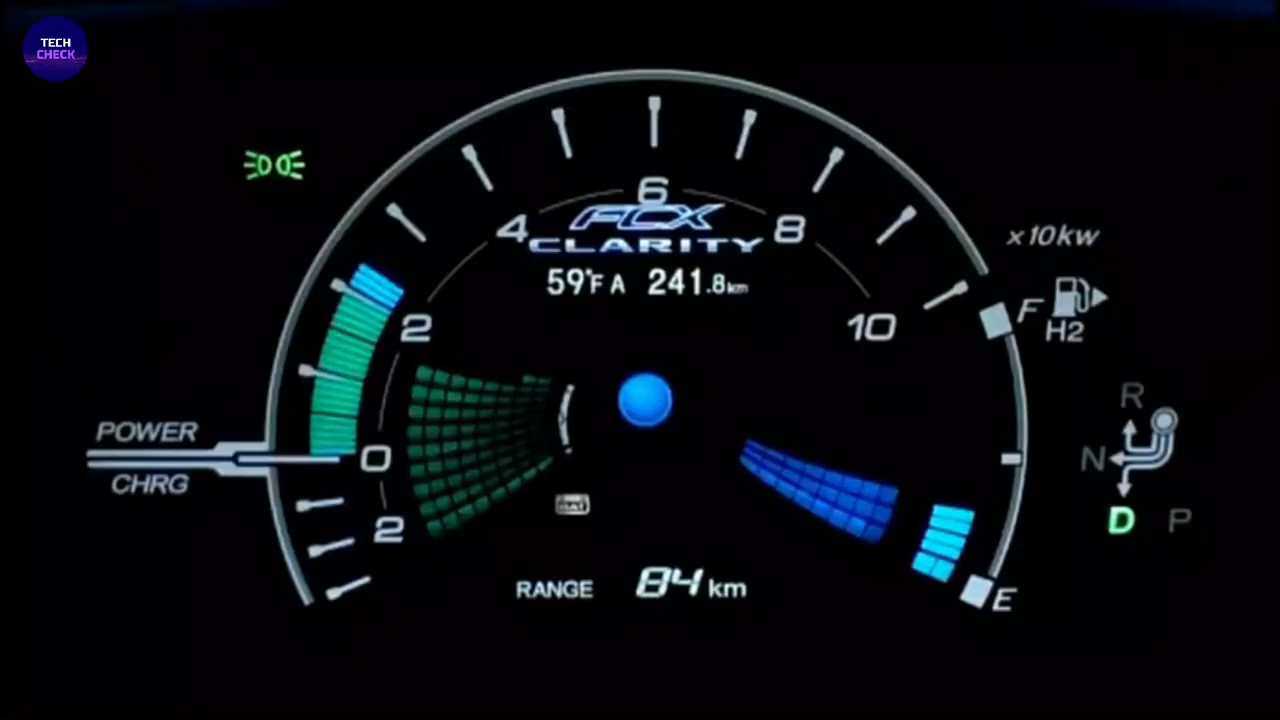 TECH
CHECK
6
4
8
FCX
CLARITY
x10kw
59°F A 241.8km
F
2
10
H2
R
POWER
0
N
CHRG
2
D P
RANGE 84 km
E